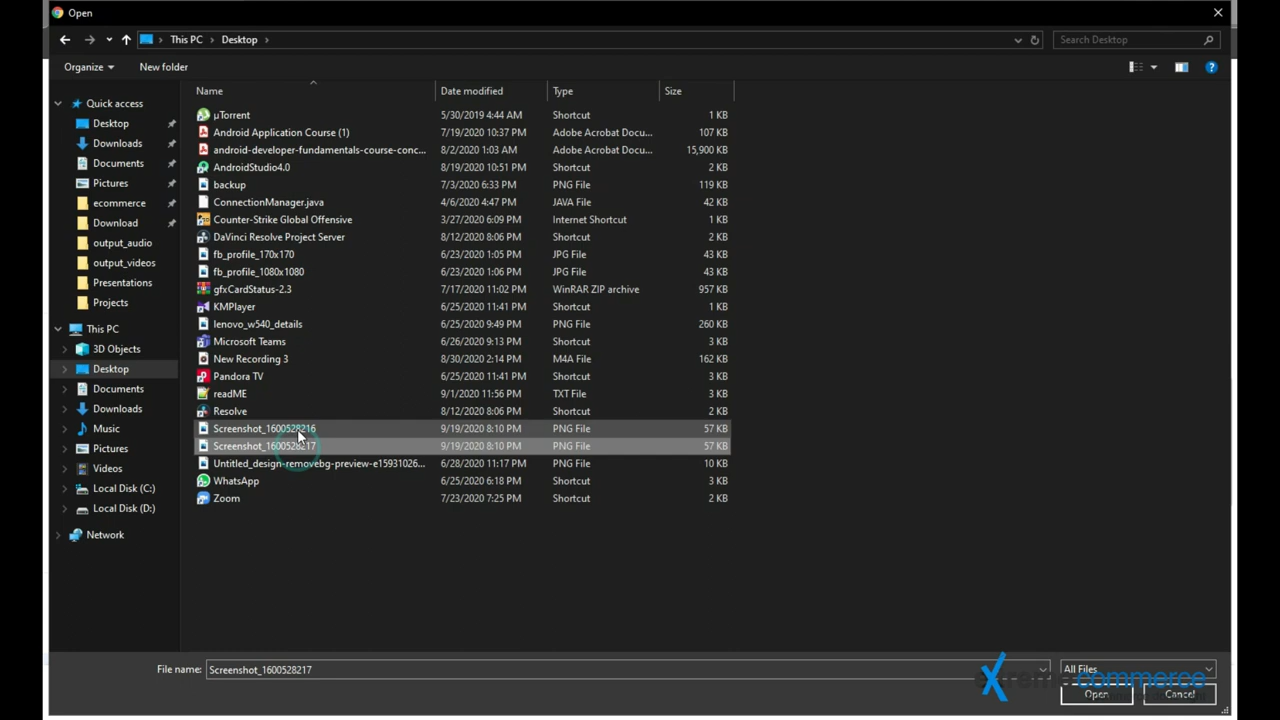 Open
This PC
Desktop
Search Desktop
Organize
New folder
Name Date modified Type Size
Quick access
Desktop
Downloads
Documents
Pictures
ecommerce
Download
output_audio
output_videos
Presentations
Projects
This PC
3D Objects
Desktop
Documents
Downloads
Music
Pictures
Videos
Local Disk (C:)
Local Disk (D:)
Network
µTorrent 5/30/2019 4:44 AM Shortcut 1 KB
Android Application Course (1) 7/19/2020 10:37 PM Adobe Acrobat Docu... 107 KB
android-developer-fundamentals-course-conc... 8/2/2020 1:03 AM Adobe Acrobat Docu... 15,900 KB
AndroidStudio4.0 8/19/2020 10:51 PM Shortcut 2 KB
backup 7/3/2020 6:33 PM PNG File 119 KB
ConnectionManager.java 4/6/2020 4:47 PM JAVA File 42 KB
Counter-Strike Global Offensive 3/27/2020 6:09 PM Internet Shortcut 1 KB
DaVinci Resolve Project Server 8/12/2020 8:06 PM Shortcut 2 KB
fb_profile_170x170 6/23/2020 1:05 PM JPG File 43 KB
fb_profile_1080x1080 6/23/2020 1:06 PM JPG File 43 KB
gfxCardStatus-2.3 7/17/2020 11:02 PM WinRAR ZIP archive 957 KB
KMPlayer 6/25/2020 11:41 PM Shortcut 1 KB
lenovo_w540_details 6/25/2020 9:49 PM PNG File 260 KB
Microsoft Teams 6/26/2020 9:13 PM Shortcut 3 KB
New Recording 3 8/30/2020 2:14 PM M4A File 162 KB
Pandora TV 6/25/2020 11:41 PM Shortcut 3 KB
readME 9/1/2020 11:56 PM TXT File 3 KB
Resolve 8/12/2020 8:06 PM Shortcut 2 KB
Screenshot_1600528216 9/19/2020 8:10 PM PNG File 57 KB
Screenshot_1600528217 9/19/2020 8:10 PM PNG File 57 KB
Untitled_design-removebg-preview-e15931026... 6/28/2020 11:17 PM PNG File 10 KB
WhatsApp 6/25/2020 6:18 PM Shortcut 3 KB
Zoom 7/23/2020 7:25 PM Shortcut 2 KB
File name: Screenshot_1600528217
All Files
extreme commerce
Open
Cancel